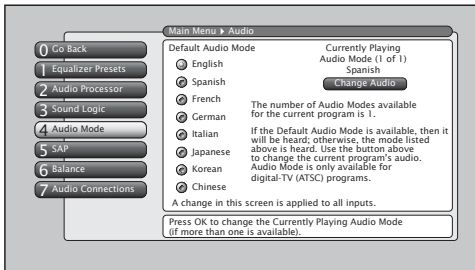 Main Menu ▸ Audio
0 Go Back
1 Equalizer Presets
2 Audio Processor
3 Sound Logic
4 Audio Mode
5 SAP
6 Balance
7 Audio Connections
Default Audio Mode
English
Spanish
French
German
Italian
Japanese
Korean
Chinese
Currently Playing
Audio Mode (1 of 1)
Spanish
Change Audio
The number of Audio Modes available
for the current program is 1.
If the Default Audio Mode is available, then it
will be heard; otherwise, the mode listed
above is heard. Use the button above
to change the current program's audio.
Audio Mode is only available for
digital-TV (ATSC) programs.
A change in this screen is applied to all inputs.
Press OK to change the Currently Playing Audio Mode
(if more than one is available).